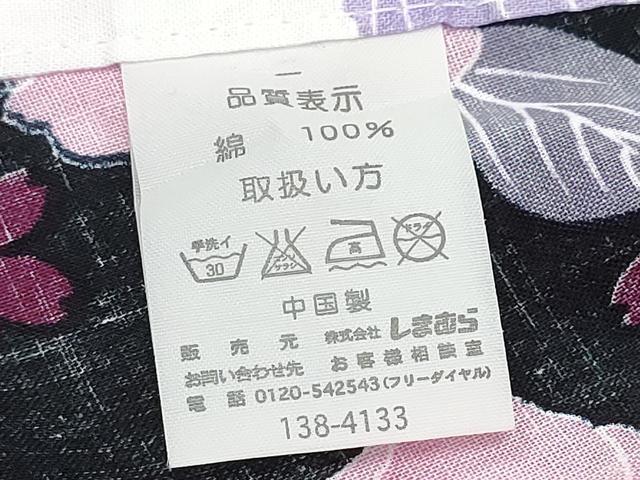 品質表示
綿 100%
取扱い方
手洗イ 30 エンソサラシ 高 ドライ
中国製
販売元 株式会社しまむら
お問い合わせ先 お客様相談室
電話 0120-542543(フリーダイヤル)
138-4133